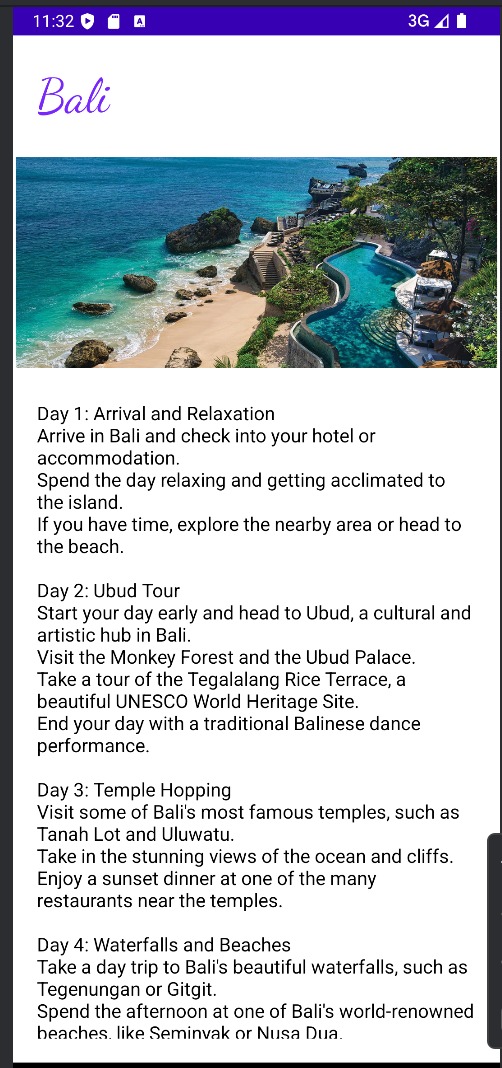 11:32
3G
Bali
Day 1: Arrival and Relaxation
Arrive in Bali and check into your hotel or
accommodation.
Spend the day relaxing and getting acclimated to
the island.
If you have time, explore the nearby area or head to
the beach.
Day 2: Ubud Tour
Start your day early and head to Ubud, a cultural and
artistic hub in Bali.
Visit the Monkey Forest and the Ubud Palace.
Take a tour of the Tegalalang Rice Terrace, a
beautiful UNESCO World Heritage Site.
End your day with a traditional Balinese dance
performance.
Day 3: Temple Hopping
Visit some of Bali's most famous temples, such as
Tanah Lot and Uluwatu.
Take in the stunning views of the ocean and cliffs.
Enjoy a sunset dinner at one of the many
restaurants near the temples.
Day 4: Waterfalls and Beaches
Take a day trip to Bali's beautiful waterfalls, such as
Tegenungan or Gitgit.
Spend the afternoon at one of Bali's world-renowned
beaches, like Seminyak or Nusa Dua.